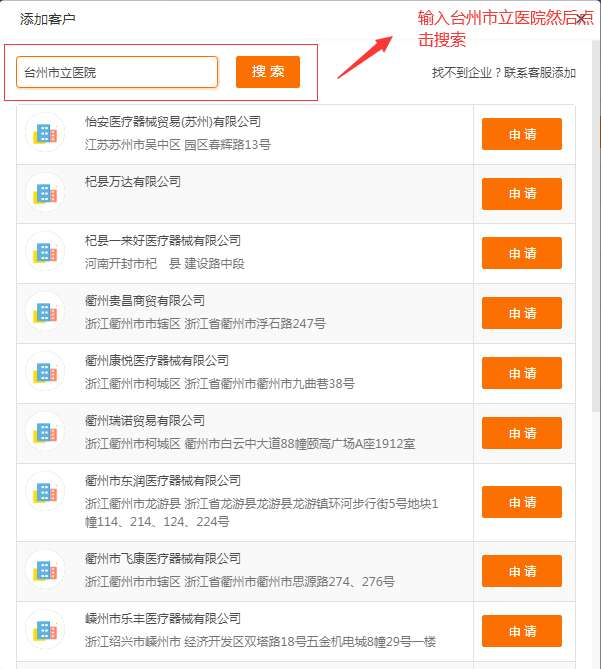 添加客户
输入台州市立医院然后点
击搜索
台州市立医院
搜 索
找不到企业？联系客服添加
怡安医疗器械贸易(苏州)有限公司
江苏苏州市吴中区 园区春辉路13号
申 请
杞县万达有限公司
申 请
杞县一来好医疗器械有限公司
河南开封市杞　县 建设路中段
申 请
衢州奥昌商贸有限公司
浙江衢州市市辖区 浙江省衢州市浮石路247号
申 请
衢州康悦医疗器械有限公司
浙江衢州市柯城区 浙江省衢州市衢州市九曲巷38号
申 请
衢州瑞诺贸易有限公司
浙江衢州市柯城区 衢州市白云中大道88幢颐高广场A座1912室
申 请
衢州市东润医疗器械有限公司
浙江衢州市龙游县 浙江省龙游县龙游县龙游镇环河步行街5号地块1
幢114、214、124、224号
申 请
衢州市飞康医疗器械有限公司
浙江衢州市市辖区 浙江省衢州市衢州市思源路274、276号
申 请
嵊州市乐丰医疗器械有限公司
浙江绍兴市嵊州市 经济开发区双塔路18号五金机电城8幢29号一楼
申 请